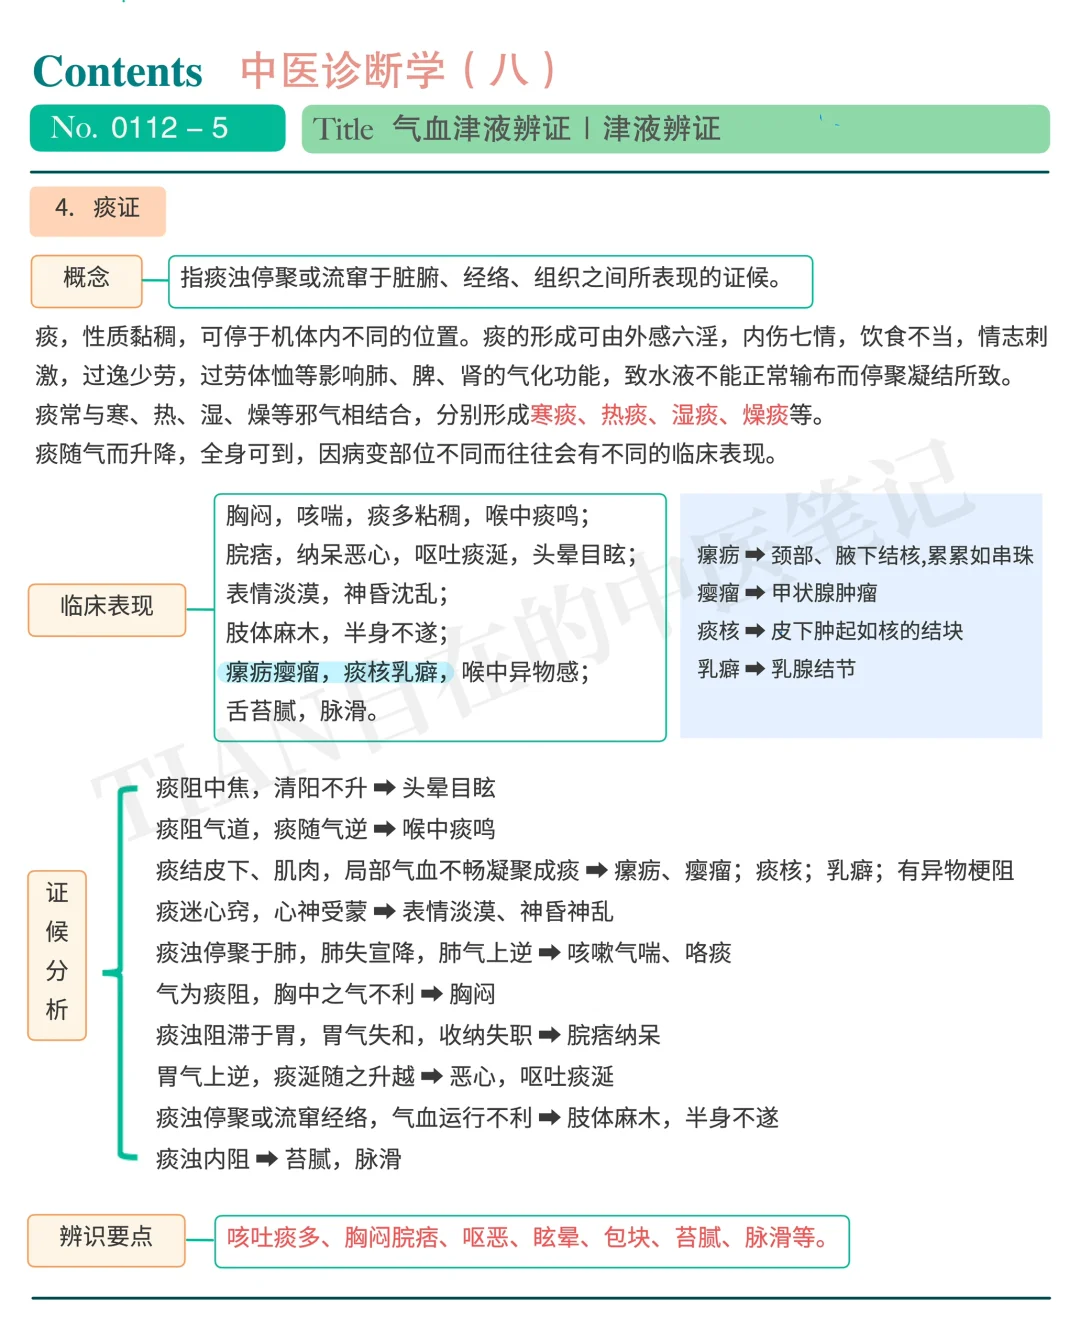 Contents 中医诊断学（八）
No. 0112 – 5
Title 气血津液辨证丨津液辨证
4. 痰证
概念
指痰浊停聚或流窜于脏腑、经络、组织之间所表现的证候。
痰，性质黏稠，可停于机体内不同的位置。痰的形成可由外感六淫，内伤七情，饮食不当，情志刺
激，过逸少劳，过劳体恤等影响肺、脾、肾的气化功能，致水液不能正常输布而停聚凝结所致。
痰常与寒、热、湿、燥等邪气相结合，分别形成寒痰、热痰、湿痰、燥痰等。
痰随气而升降，全身可到，因病变部位不同而往往会有不同的临床表现。
临床表现
胸闷，咳喘，痰多粘稠，喉中痰鸣；
脘痞，纳呆恶心，呕吐痰涎，头晕目眩；
表情淡漠，神昏沈乱；
肢体麻木，半身不遂；
瘰疬瘿瘤，痰核乳癖，喉中异物感；
舌苔腻，脉滑。
瘰疬 ➡ 颈部、腋下结核,累累如串珠
瘿瘤 ➡ 甲状腺肿瘤
痰核 ➡ 皮下肿起如核的结块
乳癖 ➡ 乳腺结节
证候分析
痰阻中焦，清阳不升 ➡ 头晕目眩
痰阻气道，痰随气逆 ➡ 喉中痰鸣
痰结皮下、肌肉，局部气血不畅凝聚成痰 ➡ 瘰疬、瘿瘤；痰核；乳癖；有异物梗阻
痰迷心窍，心神受蒙 ➡ 表情淡漠、神昏神乱
痰浊停聚于肺，肺失宣降，肺气上逆 ➡ 咳嗽气喘、咯痰
气为痰阻，胸中之气不利 ➡ 胸闷
痰浊阻滞于胃，胃气失和，收纳失职 ➡ 脘痞纳呆
胃气上逆，痰涎随之升越 ➡ 恶心，呕吐痰涎
痰浊停聚或流窜经络，气血运行不利 ➡ 肢体麻木，半身不遂
痰浊内阻 ➡ 苔腻，脉滑
辨识要点
咳吐痰多、胸闷脘痞、呕恶、眩晕、包块、苔腻、脉滑等。
TIAN自在的中医笔记